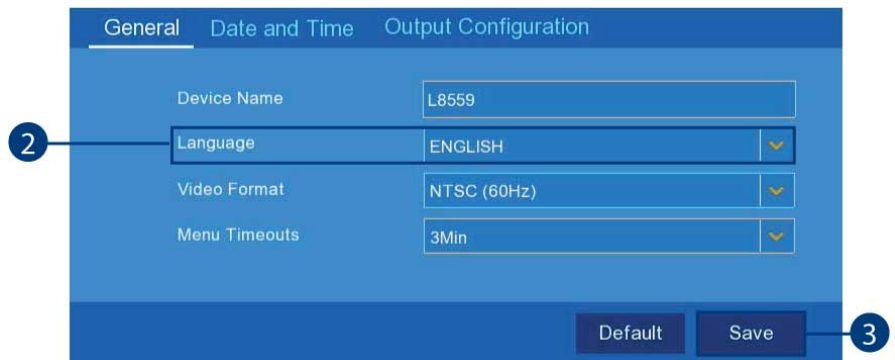 General Date and Time Output Configuration
Device Name L8559
2 Language ENGLISH
Video Format NTSC (60Hz)
Menu Timeouts 3Min
Default Save 3